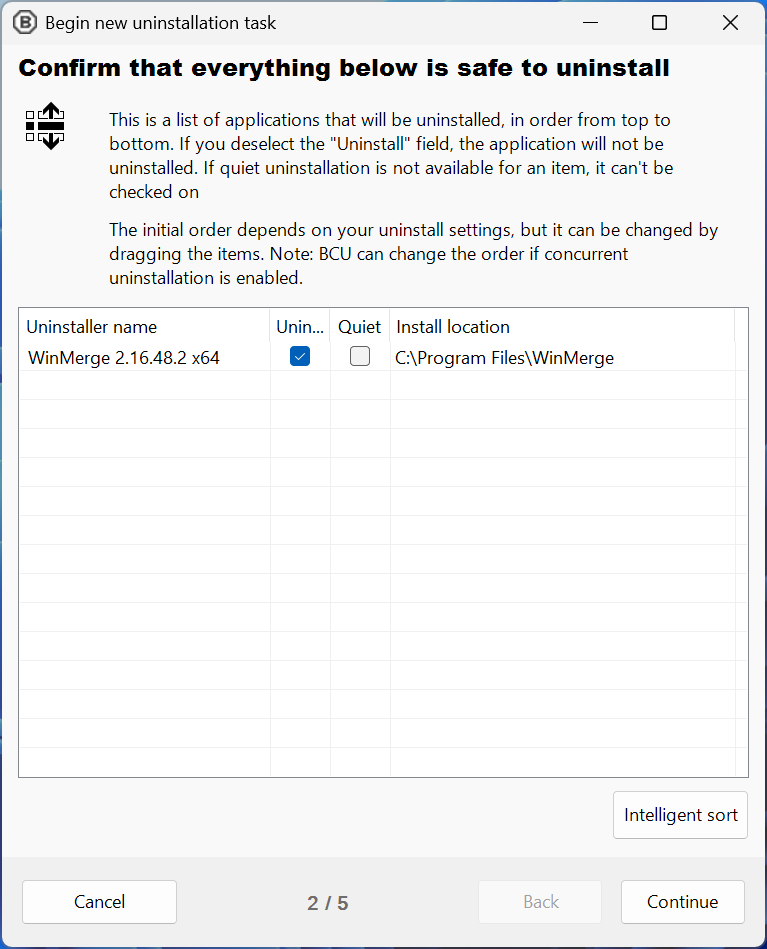 Begin new uninstallation task
Confirm that everything below is safe to uninstall
This is a list of applications that will be uninstalled, in order from top to
bottom. If you deselect the "Uninstall" field, the application will not be
uninstalled. If quiet uninstallation is not available for an item, it can't be
checked on
The initial order depends on your uninstall settings, but it can be changed by
dragging the items. Note: BCU can change the order if concurrent
uninstallation is enabled.
Uninstaller name Unin... Quiet Install location
WinMerge 2.16.48.2 x64 C:\Program Files\WinMerge
Intelligent sort
Cancel 2 / 5 Back Continue